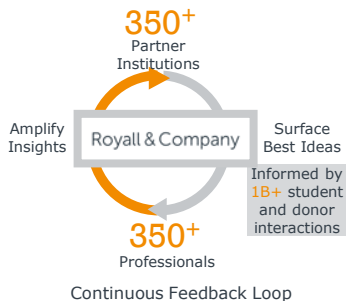 350+
Partner
Institutions
Amplify
Insights
Royall & Company
Surface
Best Ideas
Informed by
1B+ student
and donor
interactions
350+
Professionals
Continuous Feedback Loop